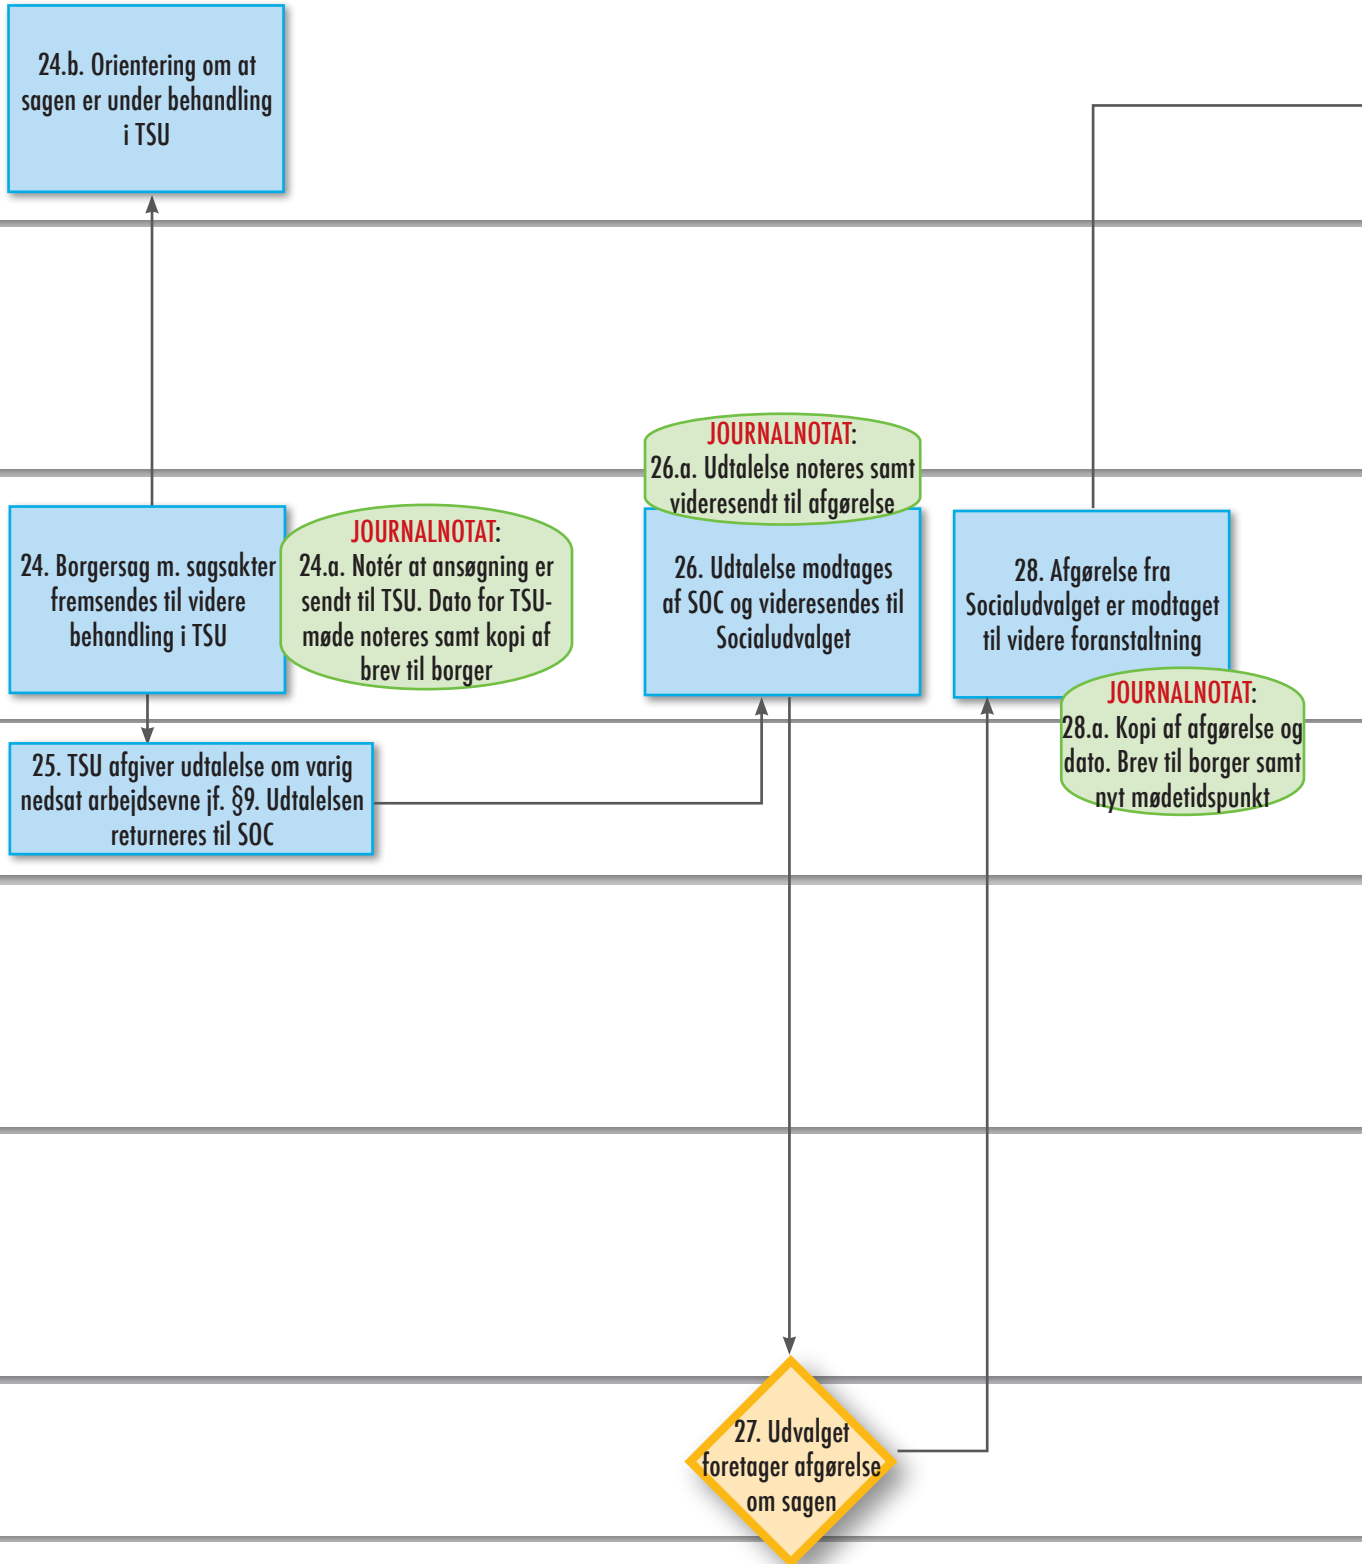 24.b. Orientering om at
sagen er under behandling
i TSU
JOURNALNOTAT:
26.a. Udtalelse noteres samt
videresendt til afgørelse
24. Borgersag m. sagsakter
fremsendes til videre
behandling i TSU
JOURNALNOTAT:
24.a. Notér at ansøgning er
sendt til TSU. Dato for TSU-
møde noteres samt kopi af
brev til borger
26. Udtalelse modtages
af SOC og videresendes til
Socialudvalget
28. Afgørelse fra
Socialudvalget er modtaget
til videre foranstaltning
JOURNALNOTAT:
28.a. Kopi af afgørelse og
dato. Brev til borger samt
nyt mødetidspunkt
25. TSU afgiver udtalelse om varig
nedsat arbejdsevne jf. §9. Udtalelsen
returneres til SOC
27. Udvalget
foretager afgørelse
om sagen